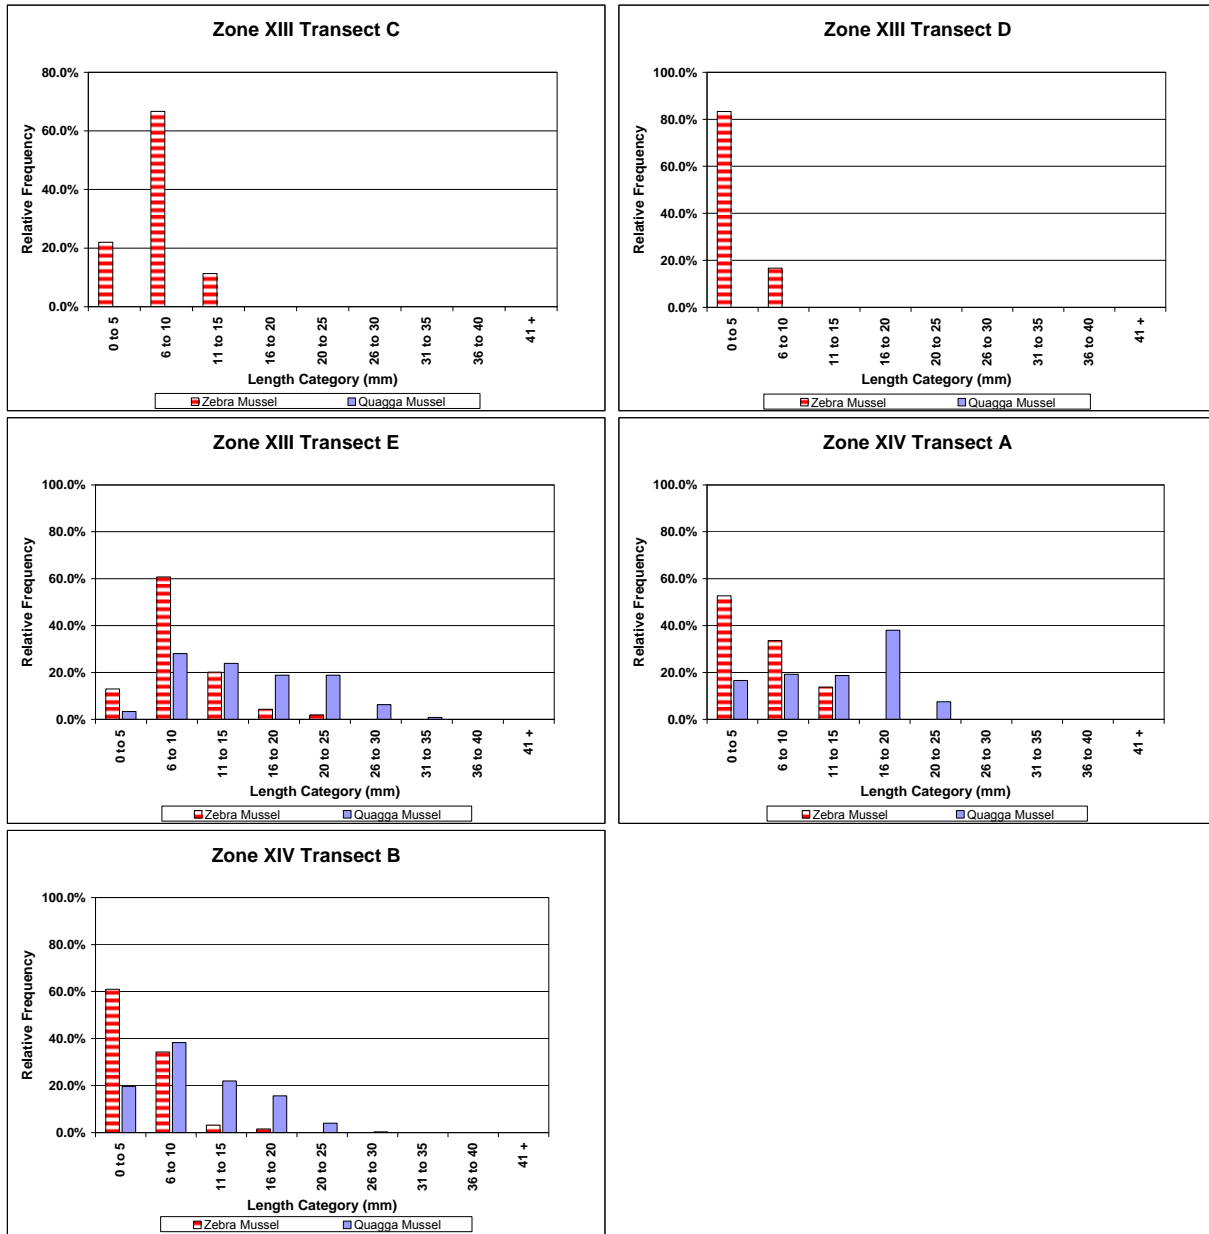 Zone XIII Transect C
80.0%
60.0%
40.0%
20.0%
0.0%
Relative Frequency
0 to 5
6 to 10
11 to 15
16 to 20
20 to 25
26 to 30
31 to 35
36 to 40
41 +
Length Category (mm)
Zebra Mussel Quagga Mussel
Zone XIII Transect D
100.0%
80.0%
60.0%
40.0%
20.0%
0.0%
Relative Frequency
0 to 5
6 to 10
11 to 15
16 to 20
20 to 25
26 to 30
31 to 35
36 to 40
41 +
Length Category (mm)
Zebra Mussel Quagga Mussel
Zone XIII Transect E
100.0%
80.0%
60.0%
40.0%
20.0%
0.0%
Relative Frequency
0 to 5
6 to 10
11 to 15
16 to 20
20 to 25
26 to 30
31 to 35
36 to 40
41 +
Length Category (mm)
Zebra Mussel Quagga Mussel
Zone XIV Transect A
100.0%
80.0%
60.0%
40.0%
20.0%
0.0%
Relative Frequency
0 to 5
6 to 10
11 to 15
16 to 20
20 to 25
26 to 30
31 to 35
36 to 40
41 +
Length Category (mm)
Zebra Mussel Quagga Mussel
Zone XIV Transect B
100.0%
80.0%
60.0%
40.0%
20.0%
0.0%
Relative Frequency
0 to 5
6 to 10
11 to 15
16 to 20
20 to 25
26 to 30
31 to 35
36 to 40
41 +
Length Category (mm)
Zebra Mussel Quagga Mussel